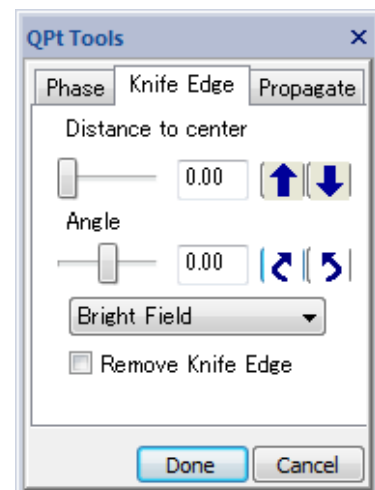 QPt Tools
Phase Knife Edge Propagate
Distance to center
0.00
Angle
0.00
Bright Field
Remove Knife Edge
Done Cancel